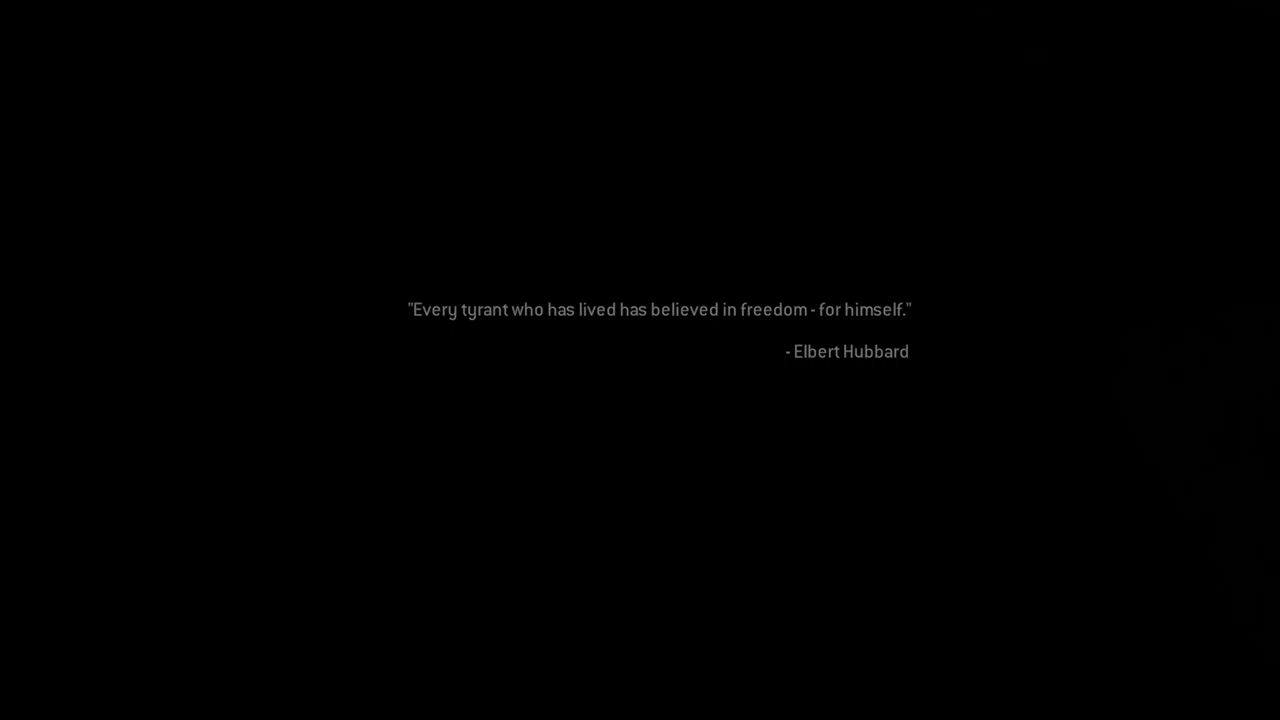 "Every tyrant who has lived has believed in freedom - for himself."
- Elbert Hubbard